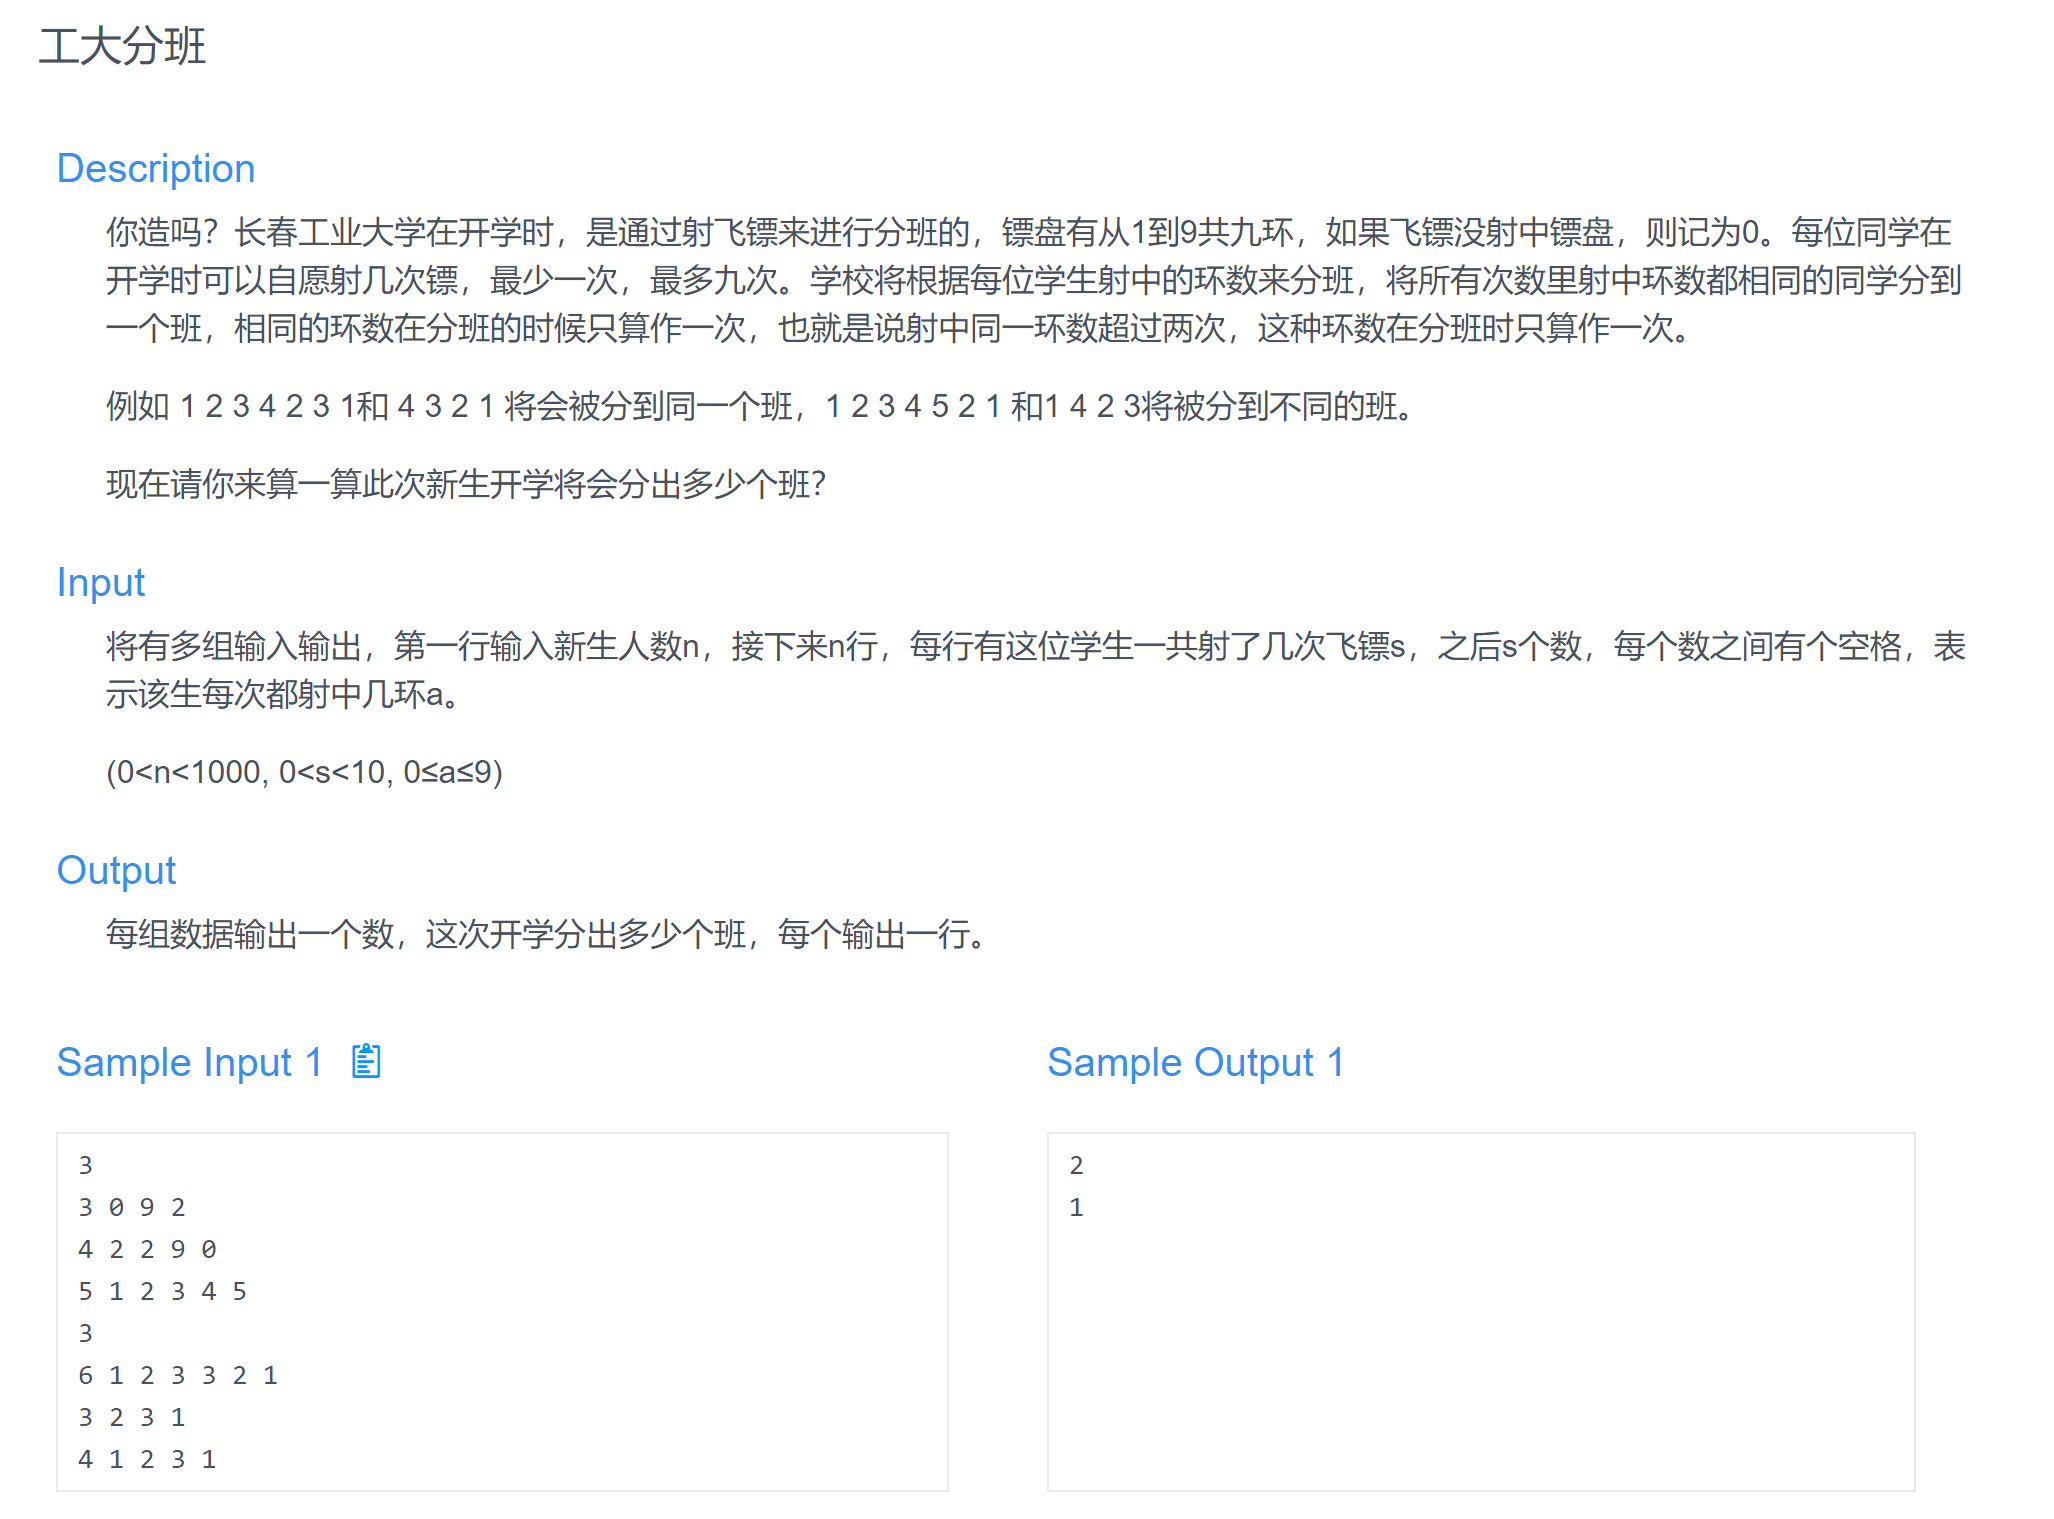 工大分班
Description
你造吗？长春工业大学在开学时，是通过射飞镖来进行分班的，镖盘有从1到9共九环，如果飞镖没射中镖盘，则记为0。每位同学在
开学时可以自愿射几次镖，最少一次，最多九次。学校将根据每位学生射中的环数来分班，将所有次数里射中环数都相同的同学分到
一个班，相同的环数在分班的时候只算作一次，也就是说射中同一环数超过两次，这种环数在分班时只算作一次。
例如 1 2 3 4 2 3 1和 4 3 2 1 将会被分到同一个班，1 2 3 4 5 2 1 和1 4 2 3将被分到不同的班。
现在请你来算一算此次新生开学将会分出多少个班？
Input
将有多组输入输出，第一行输入新生人数n，接下来n行，每行有这位学生一共射了几次飞镖s，之后s个数，每个数之间有个空格，表
示该生每次都射中几环a。
(0<n<1000, 0<s<10, 0≤a≤9)
Output
每组数据输出一个数，这次开学分出多少个班，每个输出一行。
Sample Input 1
3
3 0 9 2
4 2 2 9 0
5 1 2 3 4 5
3
6 1 2 3 3 2 1
3 2 3 1
4 1 2 3 1
Sample Output 1
2
1